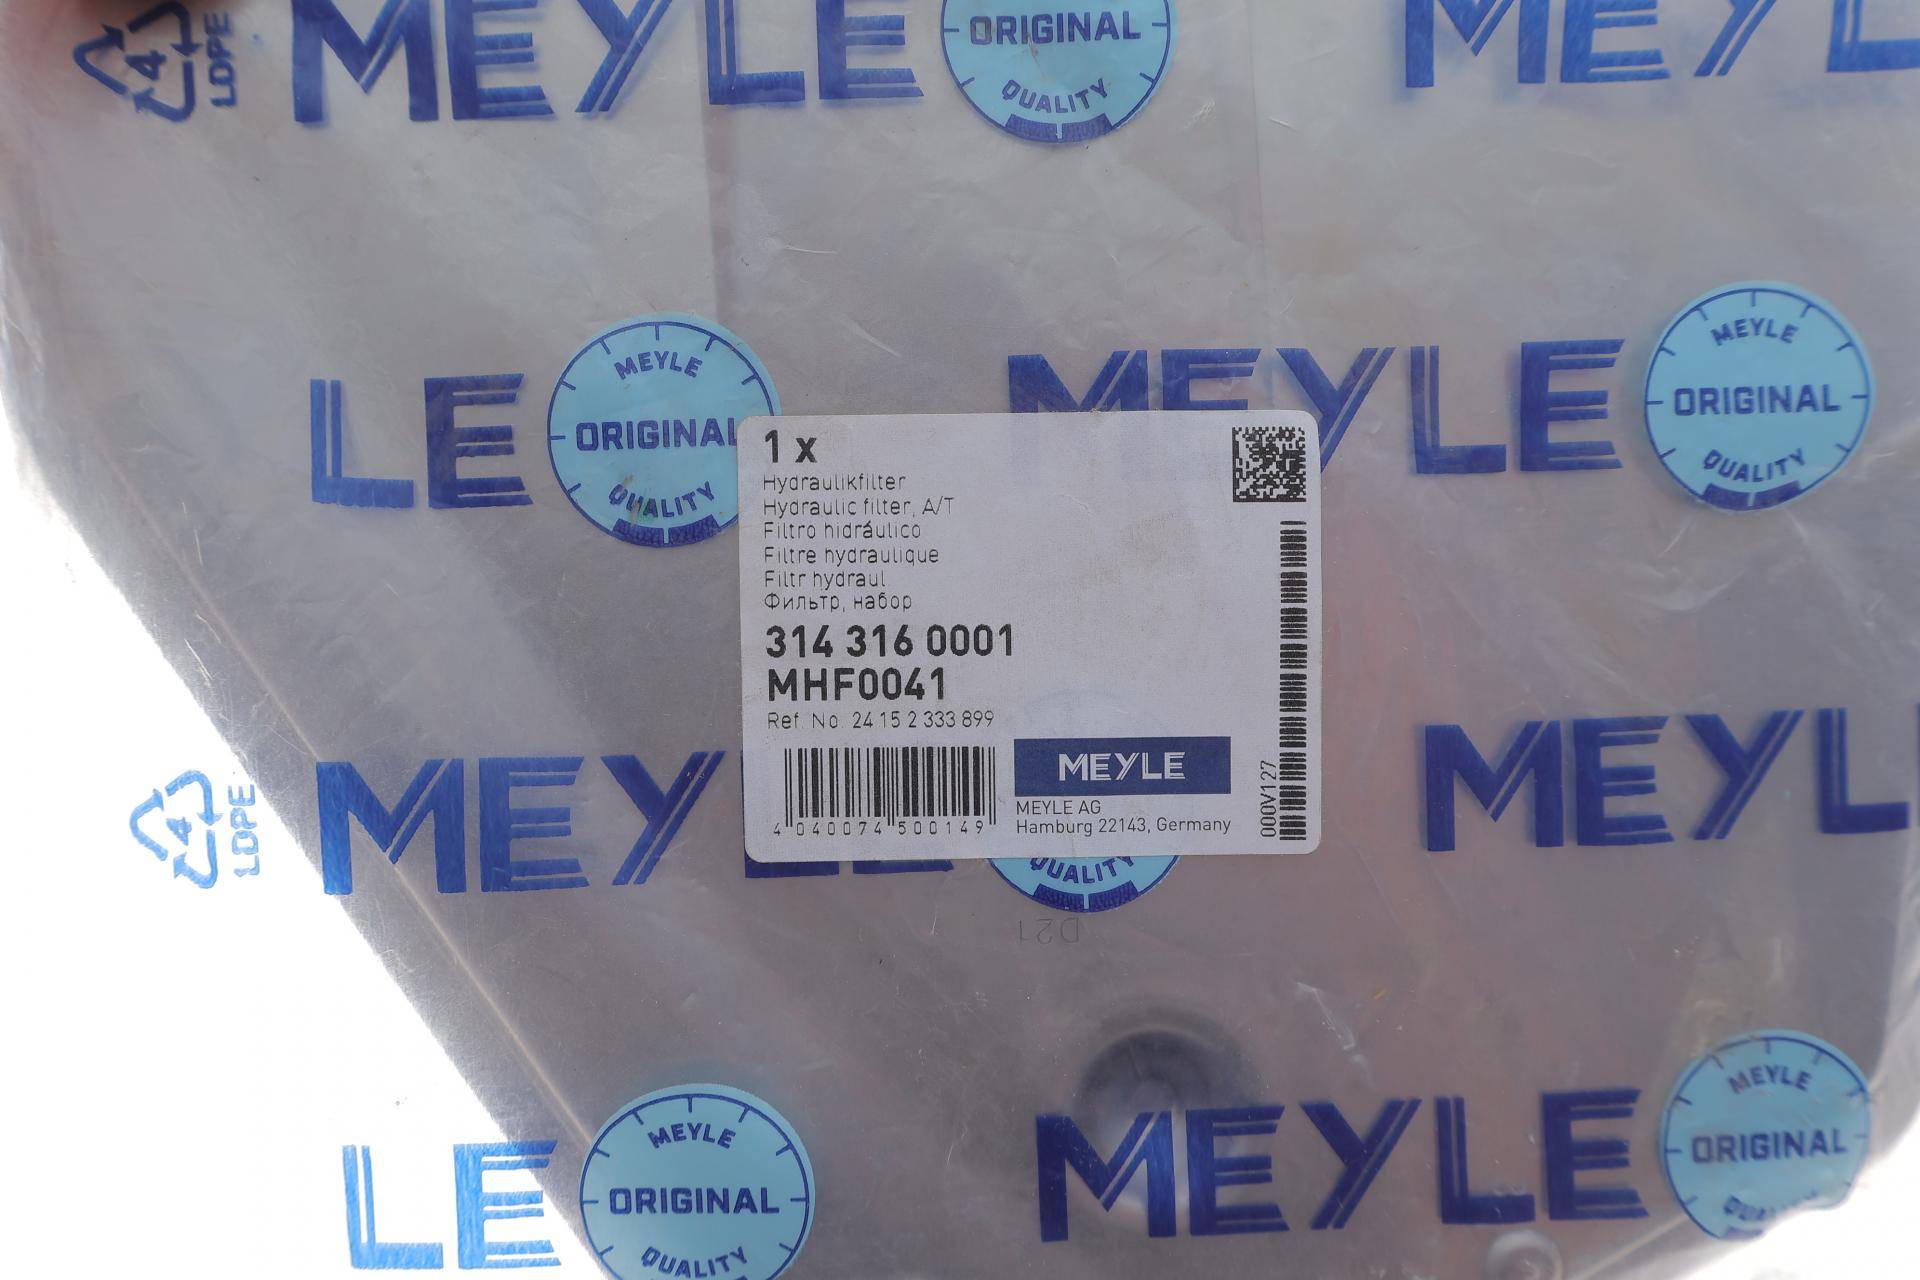 LDPE
4
MEYLE
ORIGINAL
QUALITY
MEYLE
LE
MEYLE
ORIGINAL
QUALITY
MEYLE
MEYLE
ORIGINAL
QUALITY
1 x
Hydraulikfilter
Hydraulic filter, A/T
Filtro hidráulico
Filtre hydraulique
Filtr hydraul
Фильтр, набор
314 316 0001
MHF0041
Ref. No. 24 15 2 333 899
4 040074 500149
MEYLE
MEYLE AG
Hamburg 22143, Germany
000V127
4
LDPE
MEY
QUALITY
D21
MEYLE
LE
MEYLE
ORIGINAL
QUALITY
MEYLE
MEYLE
ORIGINAL